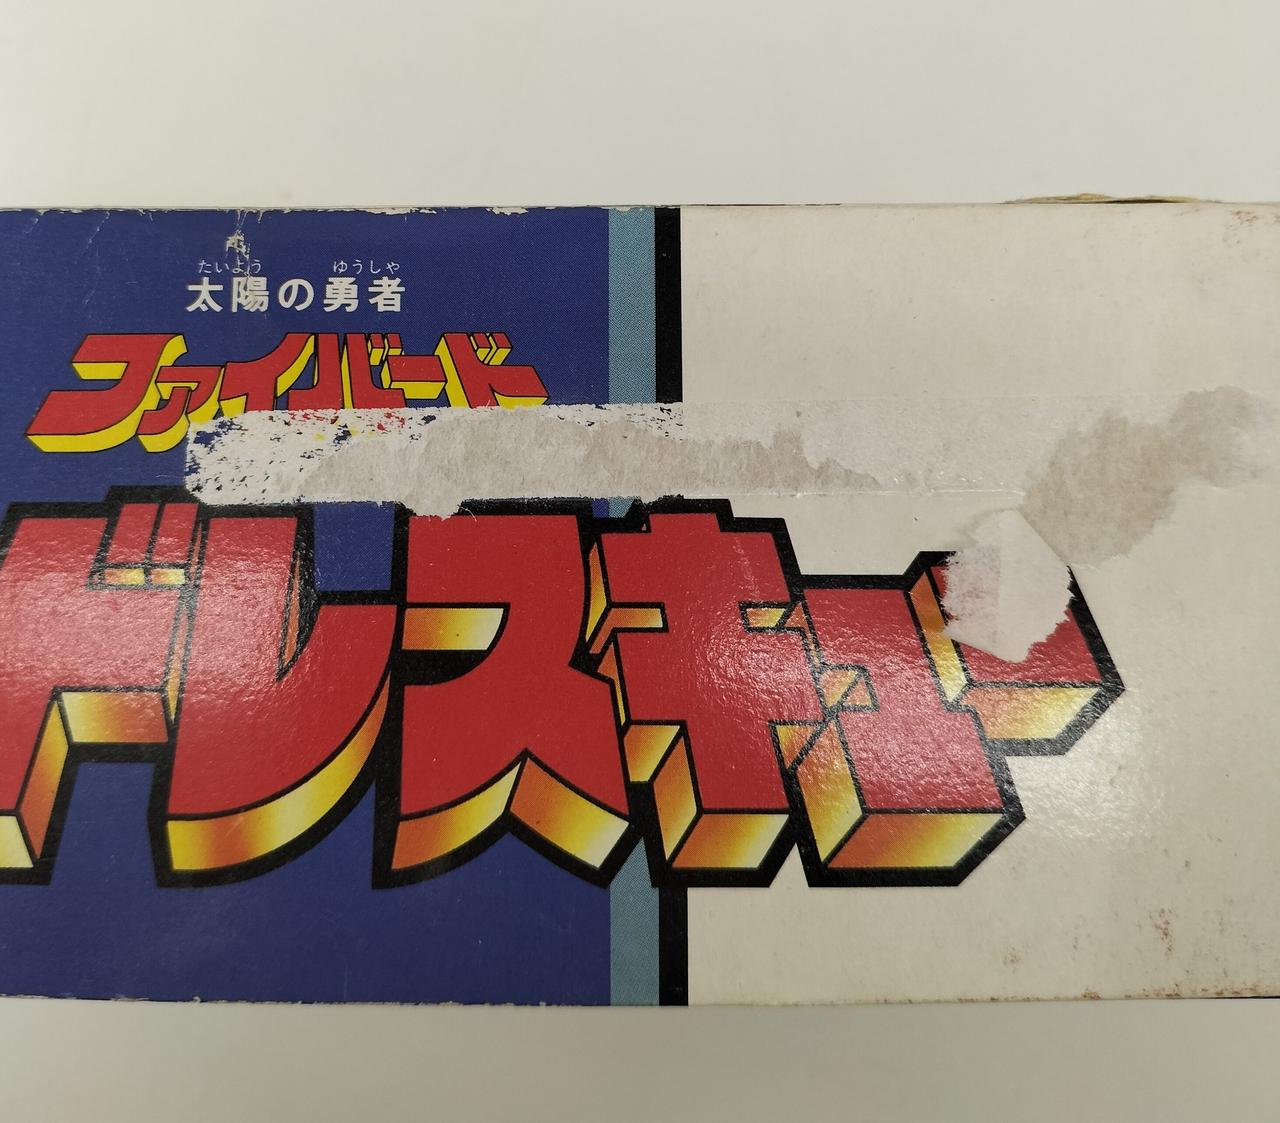 たいよう ゆうしゃ
太陽の勇者
ファイバード
ドレスキュー